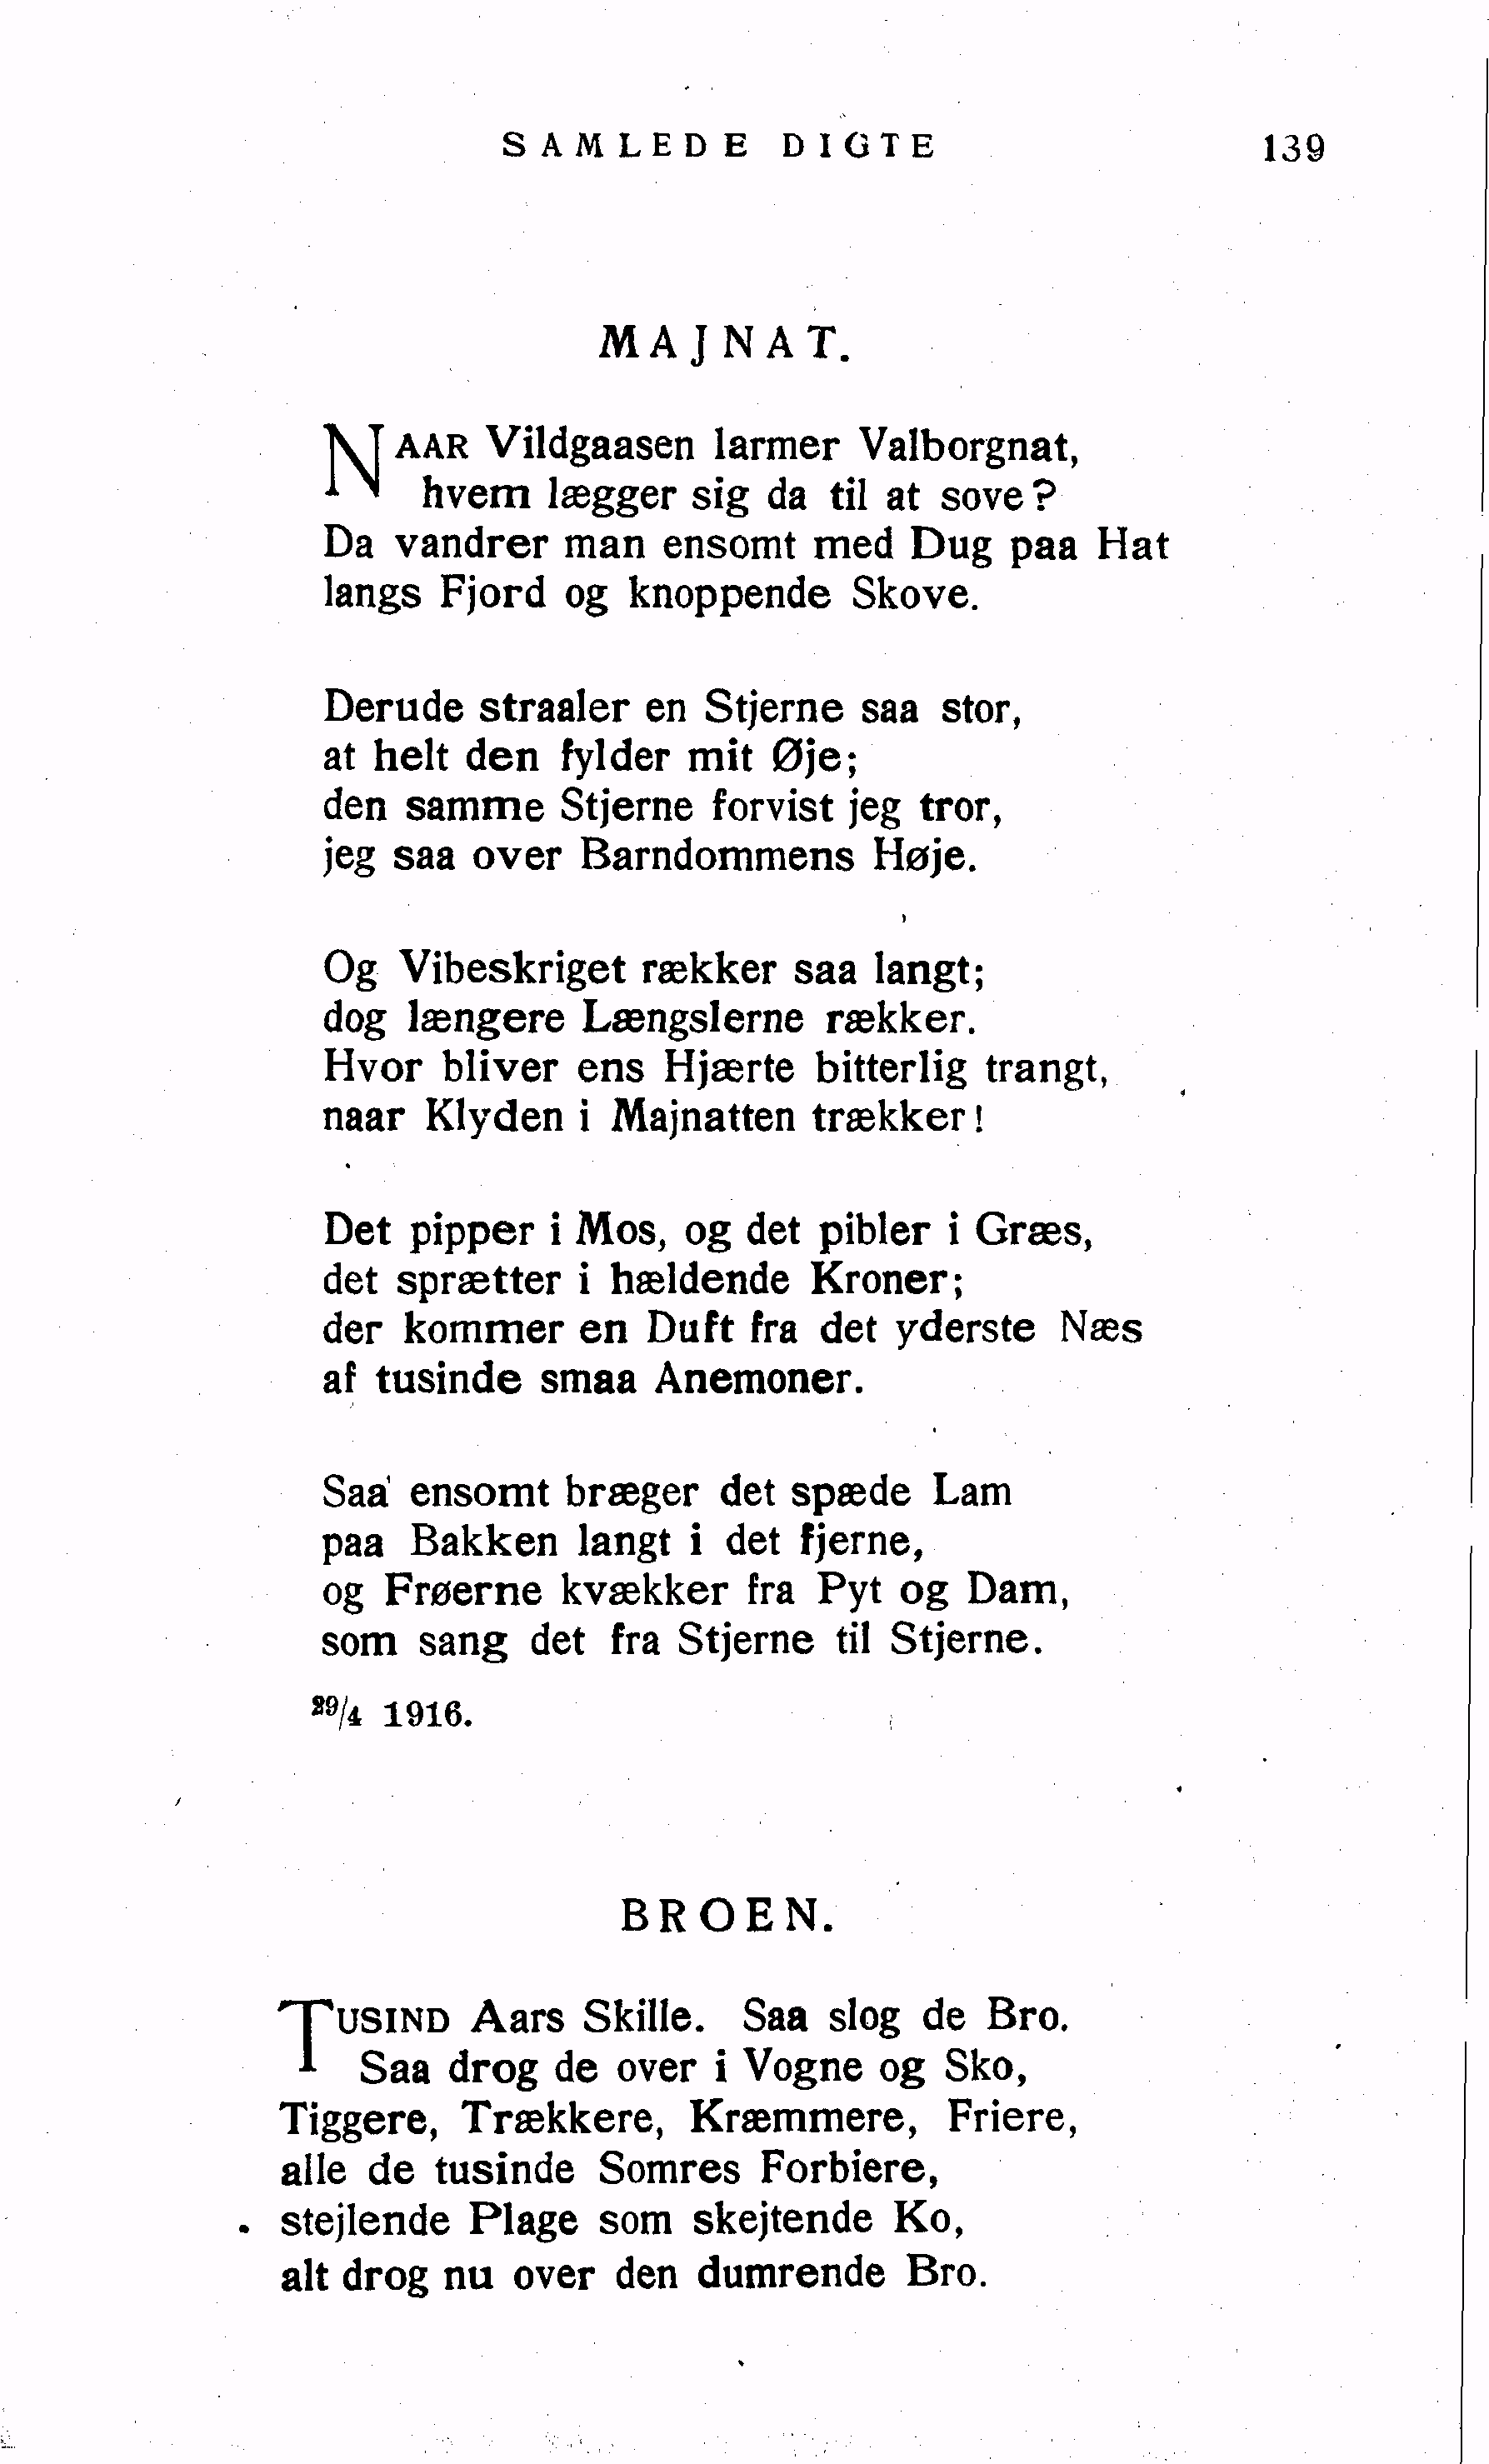 SAMLEDE DIGTE 139
MAJNAT.
NAAR Vildgaasen larmer Valborgnat,
hvem lægger sig da til at sove?
Da vandrer man ensomt med Dug paa Hat
langs Fjord og knoppende Skove.
Derude straaler en Stjerne saa stor,
at helt den fylder mit Øje;
den samme Stjerne forvist jeg tror,
jeg saa over Barndommens Høje.
Og Vibeskriget rækker saa langt;
dog længere Længslerne rækker.
Hvor bliver ens Hjærte bitterlig trangt,
naar Klyden i Majnatten trækker!
Det pipper i Mos, og det pibler i Græs,
det sprætter i hældende Kroner;
der kommer en Duft fra det yderste Næs
af tusinde smaa Anemoner.
Saa ensomt bræger det spæde Lam
paa Bakken langt i det fjerne,
og Frøerne kvækker fra Pyt og Dam,
som sang det fra Stjerne til Stjerne.
29/4 1916.
BROEN.
TUSIND Aars Skille. Saa slog de Bro.
Saa drog de over i Vogne og Sko,
Tiggere, Trækkere, Kræmmere, Friere,
alle de tusinde Somres Forbiere,
stejlende Plage som skejtende Ko,
alt drog nu over den dumrende Bro.